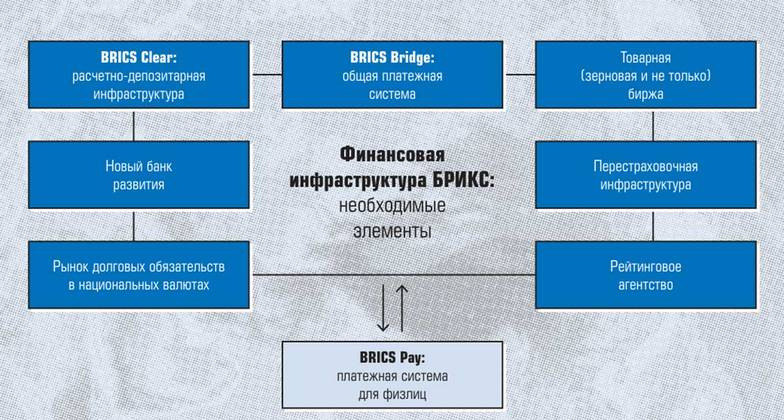 BRICS Clear:
расчетно-депозитарная
инфраструктура
BRICS Bridge:
общая платежная
система
Товарная
(зерновая и не только)
биржа
Новый банк
развития
Финансовая
инфраструктура БРИКС:
необходимые
элементы
Перестраховочная
инфраструктура
Рынок долговых обязательств
в национальных валютах
Рейтинговое
агентство
BRICS Pay:
платежная система
для физлиц